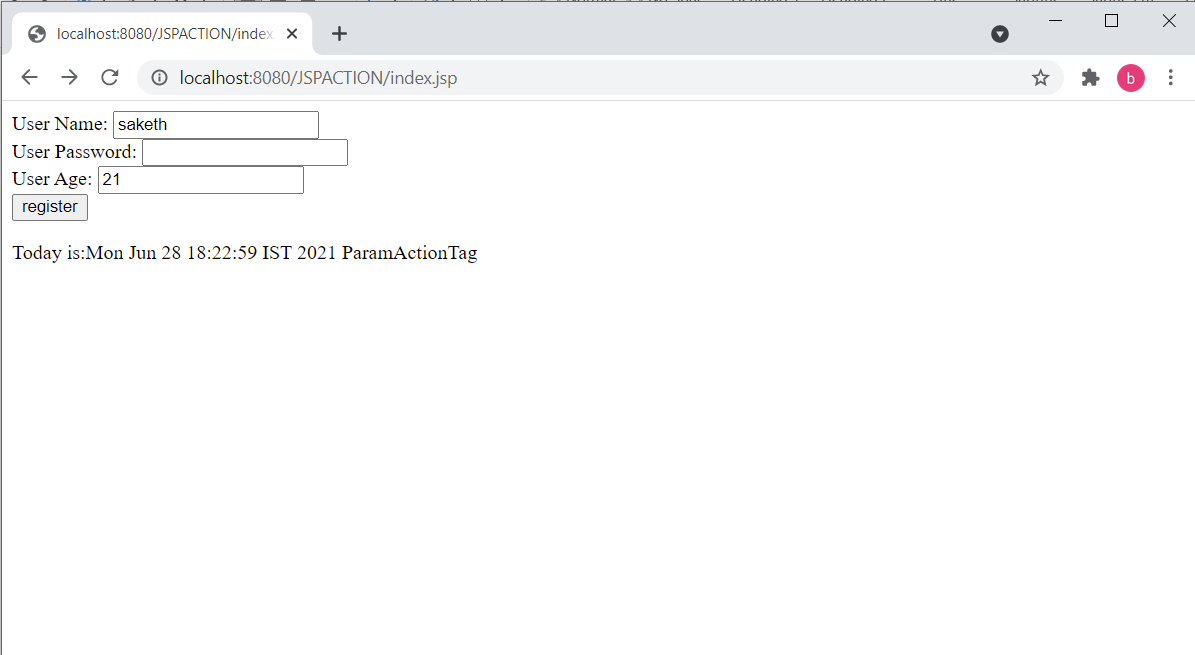 localhost:8080/JSPACTION/index
localhost:8080/JSPACTION/index.jsp
b
User Name: saketh
User Password:
User Age: 21
register
Today is:Mon Jun 28 18:22:59 IST 2021 ParamActionTag